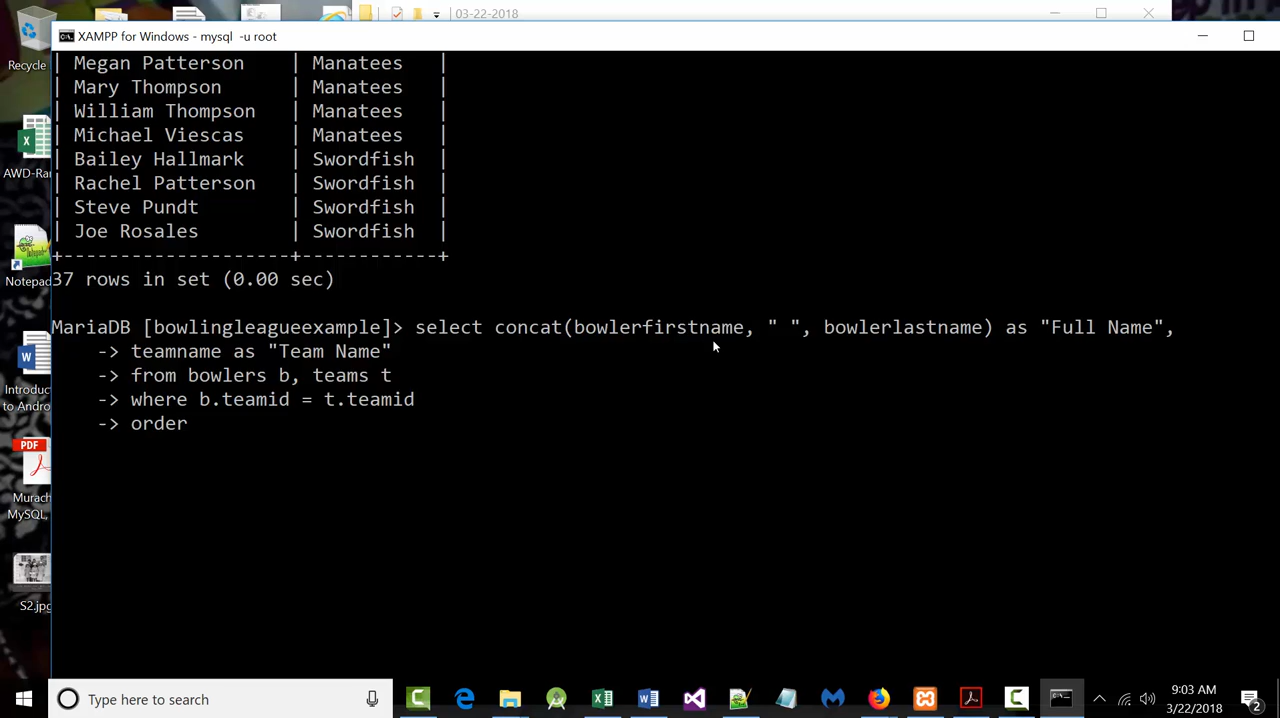 03-22-2018
XAMPP for Windows - mysql  -u root
Recycle
| Megan Patterson | Manatees |
| Mary Thompson | Manatees |
| William Thompson | Manatees |
| Michael Viescas | Manatees |
| Bailey Hallmark | Swordfish |
| Rachel Patterson | Swordfish |
| Steve Pundt | Swordfish |
| Joe Rosales | Swordfish |
+--------------------+------------+
37 rows in set (0.00 sec)
MariaDB [bowlingleagueexample]> select concat(bowlerfirstname, " ", bowlerlastname) as "Full Name",
-> teamname as "Team Name"
-> from bowlers b, teams t
-> where b.teamid = t.teamid
-> order
AWD-Ran
Notepad
Introduct
to Andro
PDF
Murach
MySQL,
S2.jpg
Type here to search
9:03 AM
3/22/2018
2